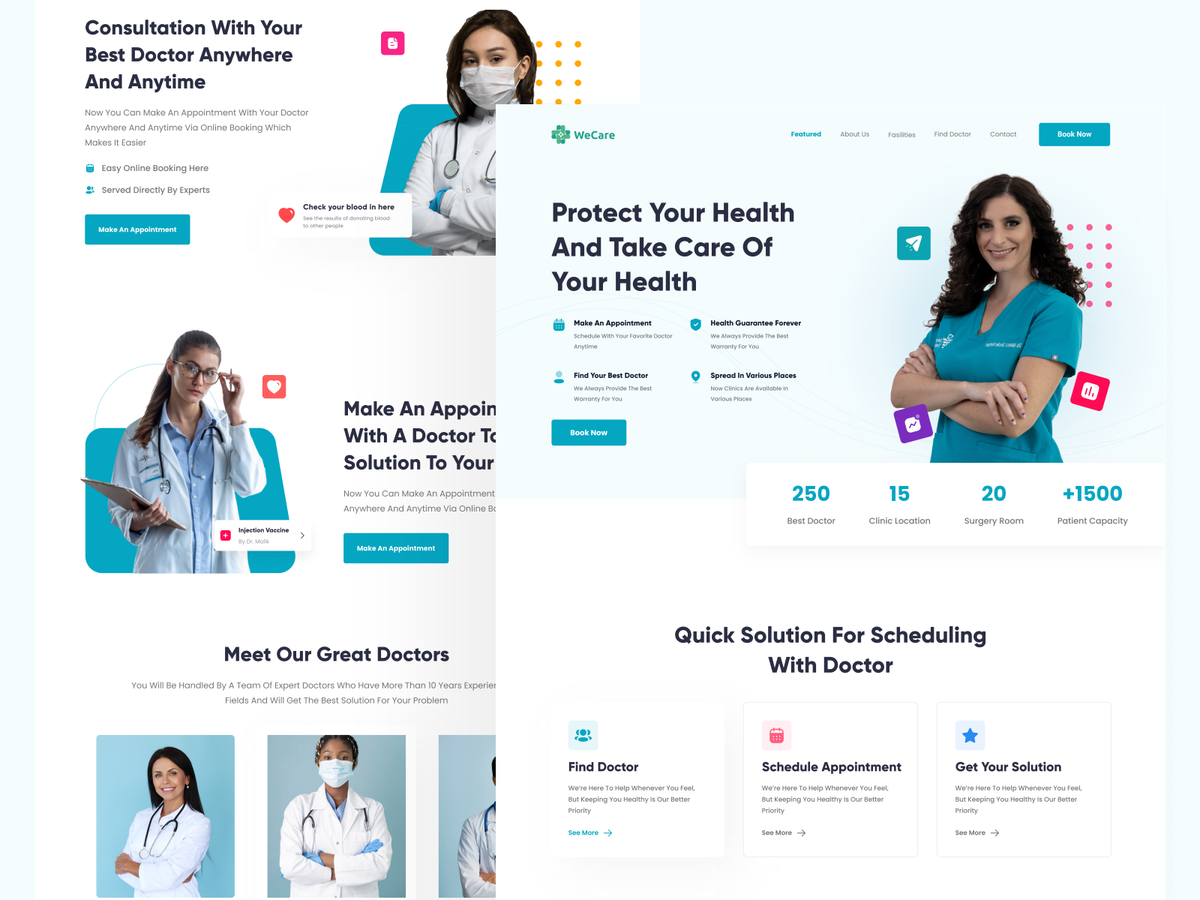 Consultation With Your
Best Doctor Anywhere
And Anytime
Now You Can Make An Appointment With Your Doctor
Anywhere And Anytime Via Online Booking Which
Makes It Easier
Easy Online Booking Here
Served Directly By Experts
Make An Appointment
Check your blood in here
See the results of donating blood
to other people
Make An Appoin
With A Doctor To
Solution To Your
Now You Can Make An Appointment
Anywhere And Anytime Via Online Bo
Make An Appointment
Injection Vaccine
By Dr. Malik
Meet Our Great Doctors
You Will Be Handled By A Team Of Expert Doctors Who Have More Than 10 Years Experien
Fields And Will Get The Best Solution For Your Problem
WeCare
Featured
About Us
Fasilities
Find Doctor
Contact
Book Now
Protect Your Health
And Take Care Of
Your Health
Make An Appointment
Schedule With Your Favorite Doctor
Anytime
Health Guarantee Forever
We Always Provide The Best
Warranty For You
Find Your Best Doctor
We Always Provide The Best
Warranty For You
Spread In Various Places
Now Clinics Are Available In
Various Places
Book Now
250
Best Doctor
15
Clinic Location
20
Surgery Room
+1500
Patient Capacity
Quick Solution For Scheduling
With Doctor
Find Doctor
We're Here To Help Whenever You Feel,
But Keeping You Healthy Is Our Better
Priority
See More
Schedule Appointment
We're Here To Help Whenever You Feel,
But Keeping You Healthy Is Our Better
Priority
See More
Get Your Solution
We're Here To Help Whenever You Feel,
But Keeping You Healthy Is Our Better
Priority
See More